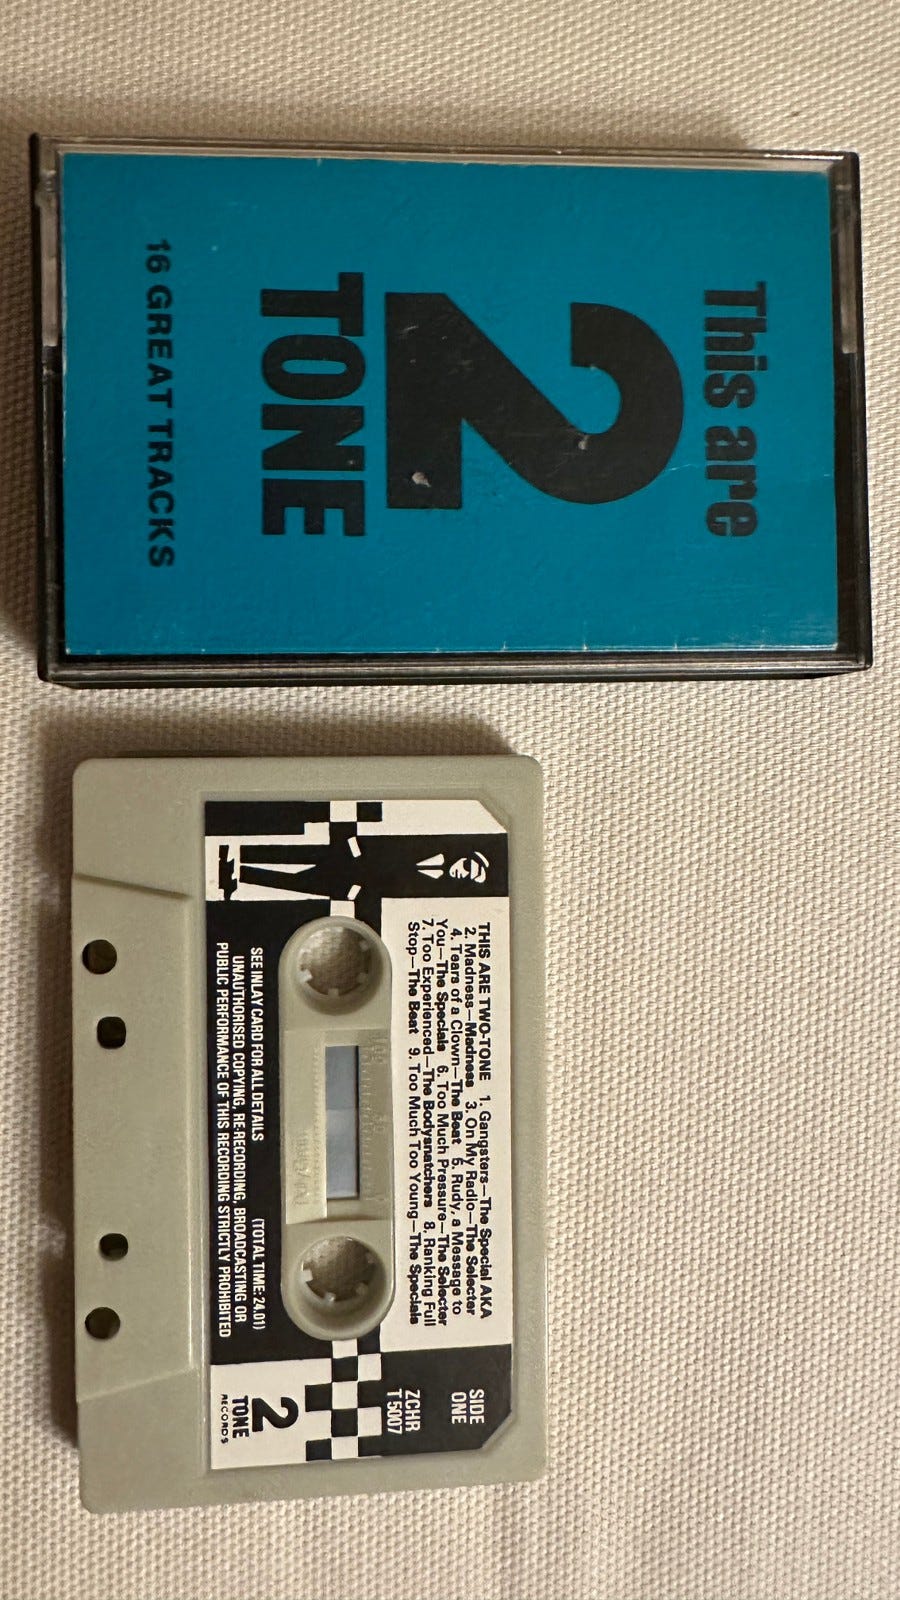 This are
2
TONE
16 GREAT TRACKS
THIS ARE TWO-TONE 1. Gangsters—The Special AKA
2. Madness—Madness 3. On My Radio—The Selecter
4. Tears of a Clown—The Beat 5. Rudy, a Message to
You—The Specials 6. Too Much Pressure—The Selecter
7. Too Experienced—The Bodysnatchers 8. Ranking Full
Stop—The Beat 9. Too Much Too Young—The Specials
SIDE
ONE
ZCHR
T 5007
100 50
SEE INLAY CARD FOR ALL DETAILS (TOTAL TIME: 24.01)
UNAUTHORISED COPYING, RE-RECORDING, BROADCASTING OR
PUBLIC PERFORMANCE OF THIS RECORDING STRICTLY PROHIBITED
2
TONE
RECORDS